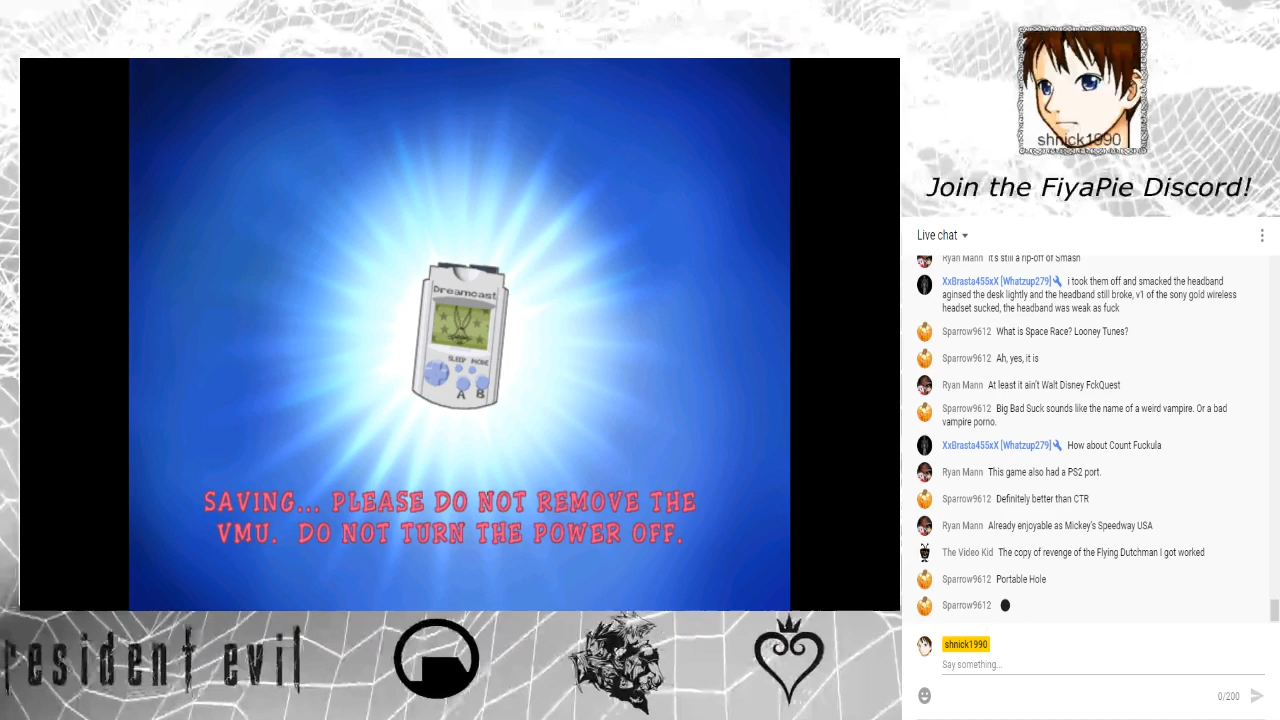 Dreamcast
SLEEP MODE
A B
SAVING... PLEASE DO NOT REMOVE THE
VMU. DO NOT TURN THE POWER OFF.
resident evil
shnick1990
Join the FiyaPie Discord!
Live chat
Ryan Mann It's still a rip-off of Smash
XxBrasta455xX [Whatzup279] i took them off and smacked the headband
aginsed the desk lightly and the headband still broke, v1 of the sony gold wireless
headset sucked, the headband was weak as fuck
Sparrow9612 What is Space Race? Looney Tunes?
Sparrow9612 Ah, yes, it is
Ryan Mann At least it ain't Walt Disney FckQuest
Sparrow9612 Big Bad Suck sounds like the name of a weird vampire. Or a bad
vampire porno.
XxBrasta455xX [Whatzup279] How about Count Fuckula
Ryan Mann This game also had a PS2 port.
Sparrow9612 Definitely better than CTR
Ryan Mann Already enjoyable as Mickey's Speedway USA
The Video Kid The copy of revenge of the Flying Dutchman I got worked
Sparrow9612 Portable Hole
Sparrow9612
shnick1990
Say something...
0/200